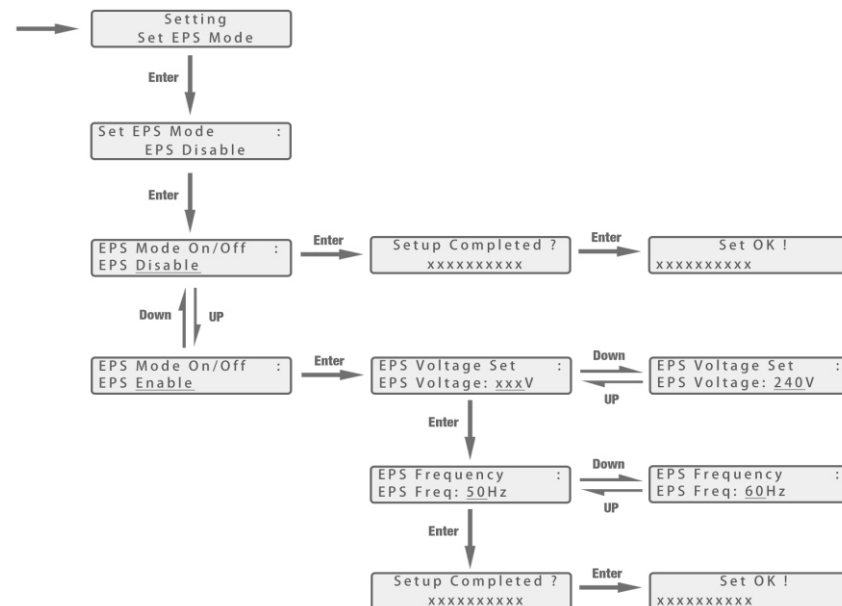 Setting
Set EPS Mode
Enter
Set EPS Mode :
EPS Disable
Enter
EPS Mode On/Off :
EPS Disable
Enter
Setup Completed ?
xxxxxxxxxx
Enter
Set OK !
xxxxxxxxxx
Down
UP
EPS Mode On/Off :
EPS Enable
Enter
EPS Voltage Set :
EPS Voltage: xxxV
Down
UP
EPS Voltage Set :
EPS Voltage: 240V
Enter
EPS Frequency :
EPS Freq: 50Hz
Down
UP
EPS Frequency :
EPS Freq: 60Hz
Enter
Setup Completed ?
xxxxxxxxxx
Enter
Set OK !
xxxxxxxxxx